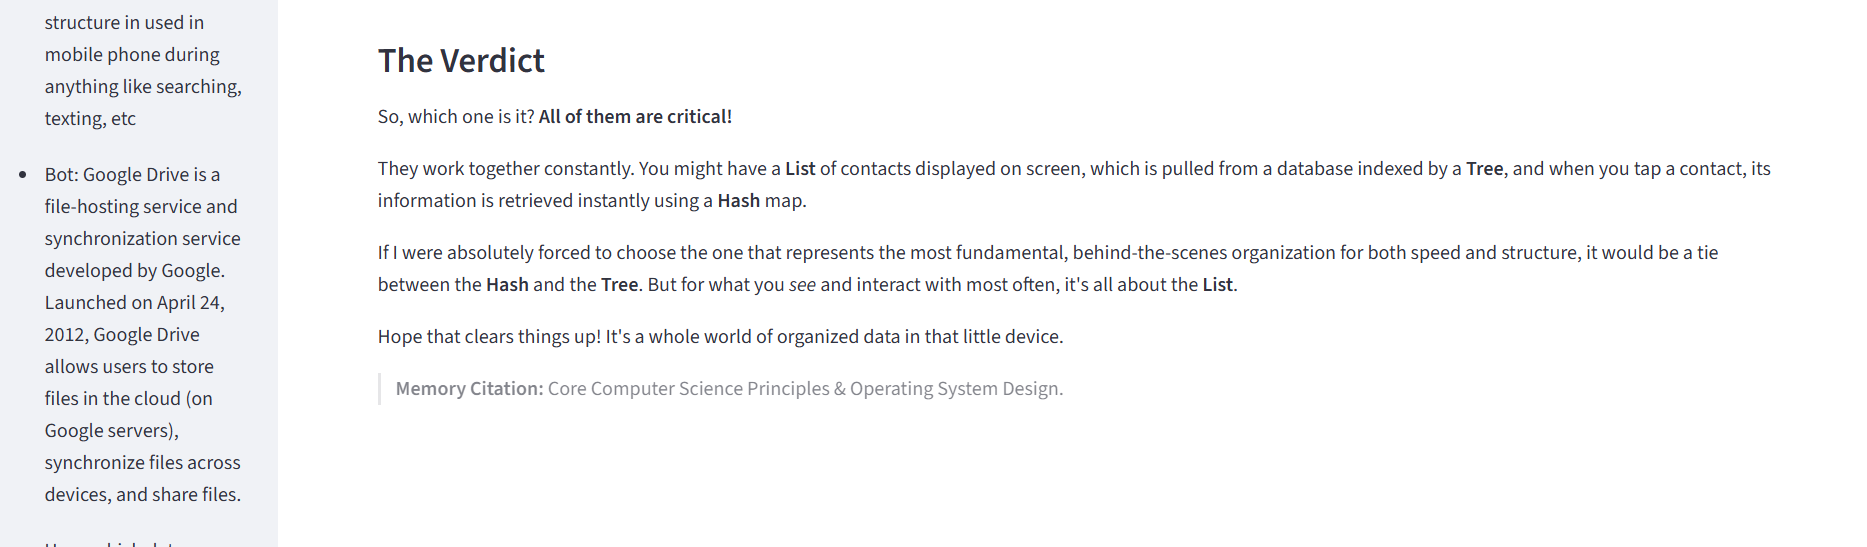 structure in used in
mobile phone during
anything like searching,
texting, etc
Bot: Google Drive is a
file-hosting service and
synchronization service
developed by Google.
Launched on April 24,
2012, Google Drive
allows users to store
files in the cloud (on
Google servers),
synchronize files across
devices, and share files.
The Verdict
So, which one is it? All of them are critical!
They work together constantly. You might have a List of contacts displayed on screen, which is pulled from a database indexed by a Tree, and when you tap a contact, its
information is retrieved instantly using a Hash map.
If I were absolutely forced to choose the one that represents the most fundamental, behind-the-scenes organization for both speed and structure, it would be a tie
between the Hash and the Tree. But for what you see and interact with most often, it's all about the List.
Hope that clears things up! It's a whole world of organized data in that little device.
Memory Citation: Core Computer Science Principles & Operating System Design.